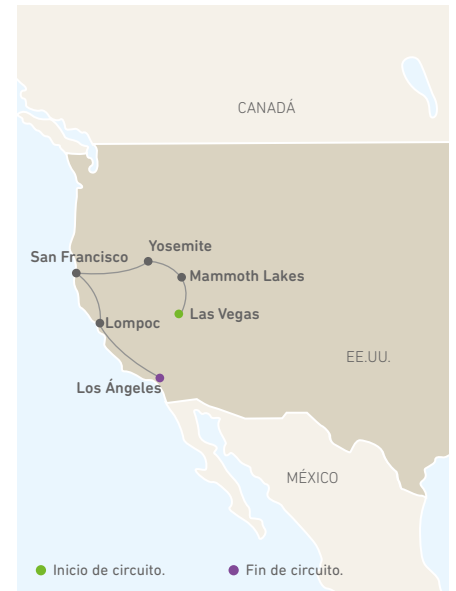 CANADÁ
Yosemite
San Francisco
Mammoth Lakes
Las Vegas
Lompoc
EE.UU.
Los Ángeles
MÉXICO
Inicio de circuito.
Fin de circuito.